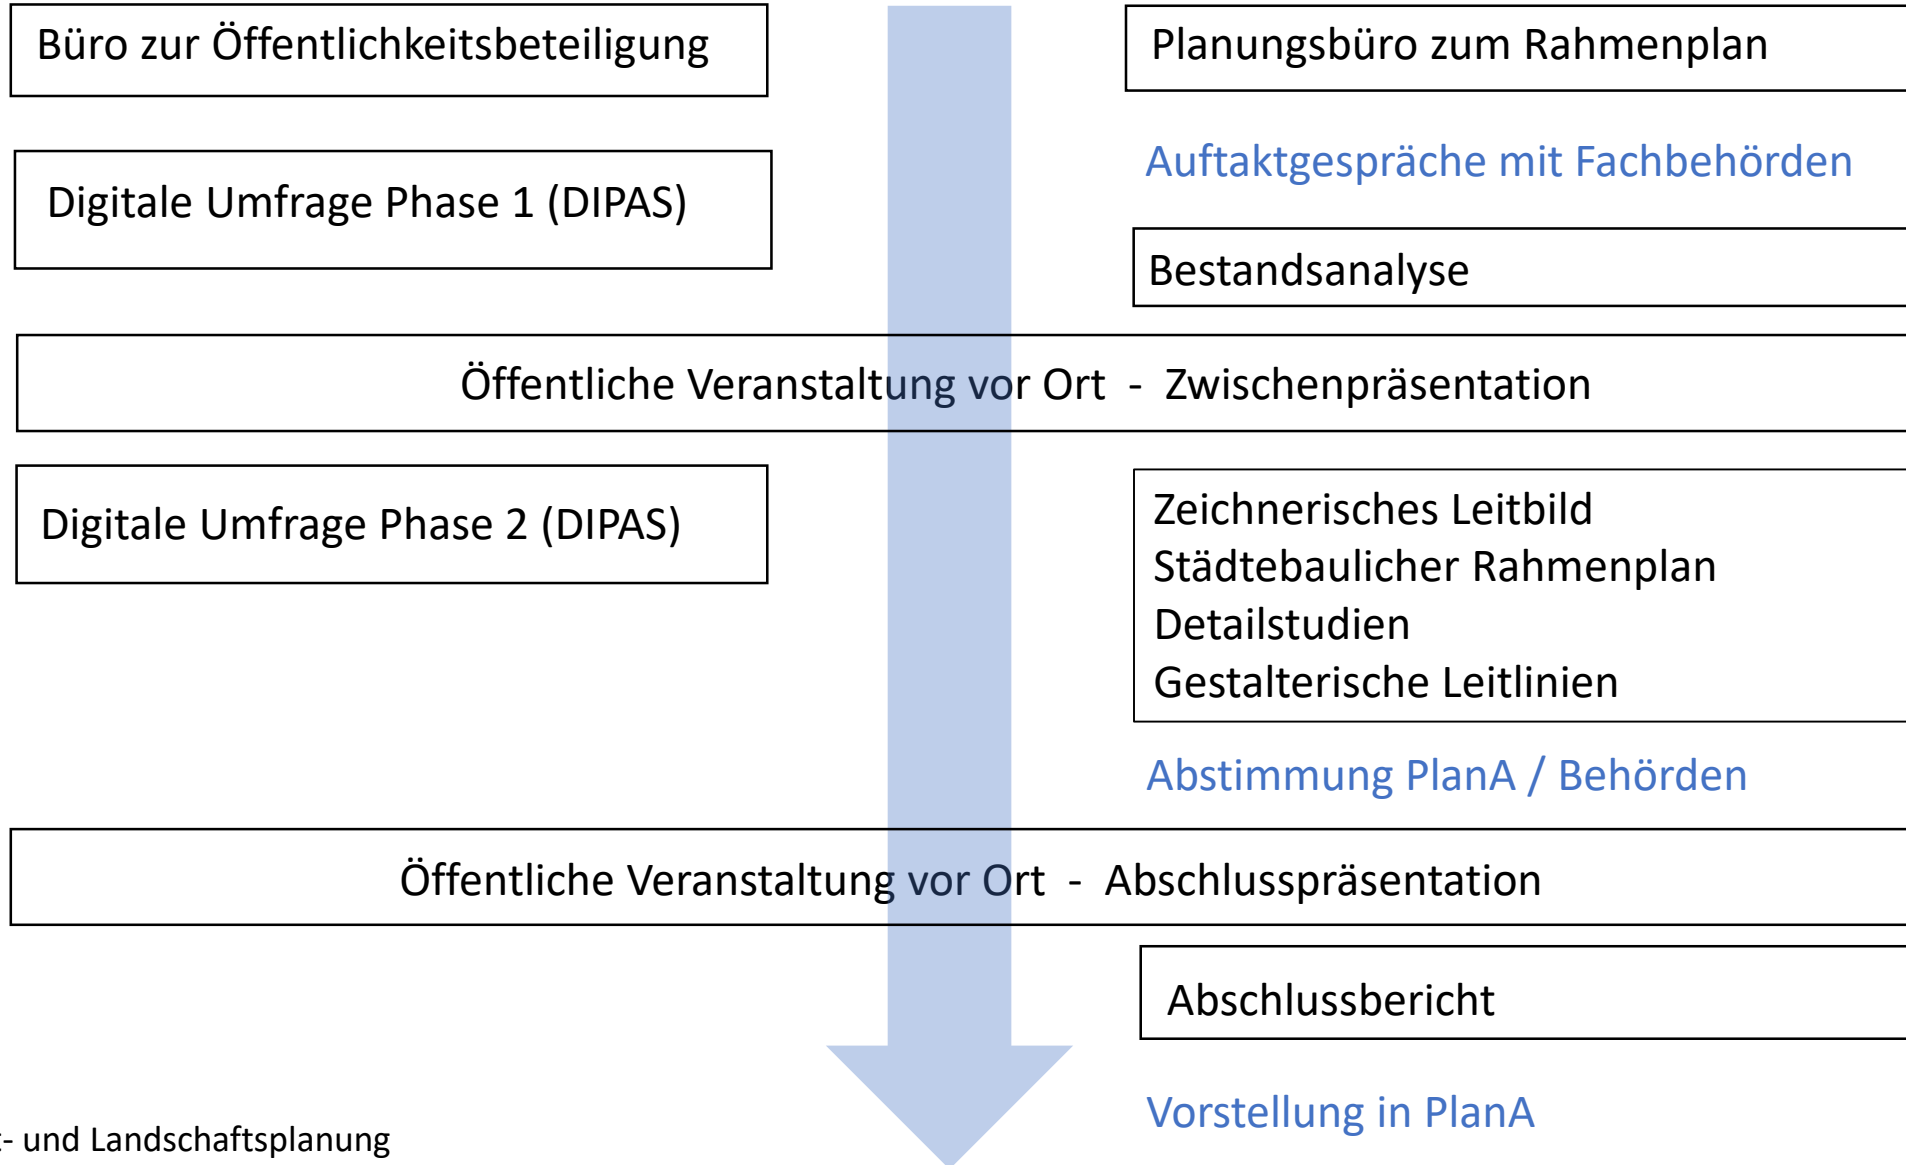 Büro zur Öffentlichkeitsbeteiligung
Planungsbüro zum Rahmenplan
Auftaktgespräche mit Fachbehörden
Digitale Umfrage Phase 1 (DIPAS)
Bestandsanalyse
Öffentliche Veranstaltung vor Ort - Zwischenpräsentation
Digitale Umfrage Phase 2 (DIPAS)
Zeichnerisches Leitbild
Städtebaulicher Rahmenplan
Detailstudien
Gestalterische Leitlinien
Abstimmung PlanA / Behörden
Öffentliche Veranstaltung vor Ort - Abschlusspräsentation
Abschlussbericht
Vorstellung in PlanA
- und Landschaftsplanung